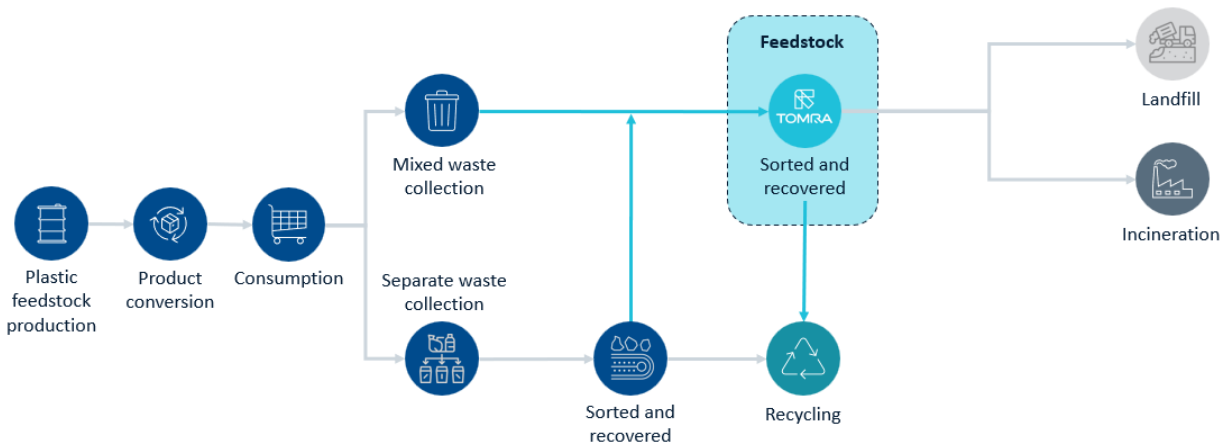 Feedstock
TOMRA
Sorted and
recovered
Landfill
Incineration
Mixed waste
collection
Plastic
feedstock
production
Product
conversion
Consumption
Separate waste
collection
Sorted and
recovered
Recycling